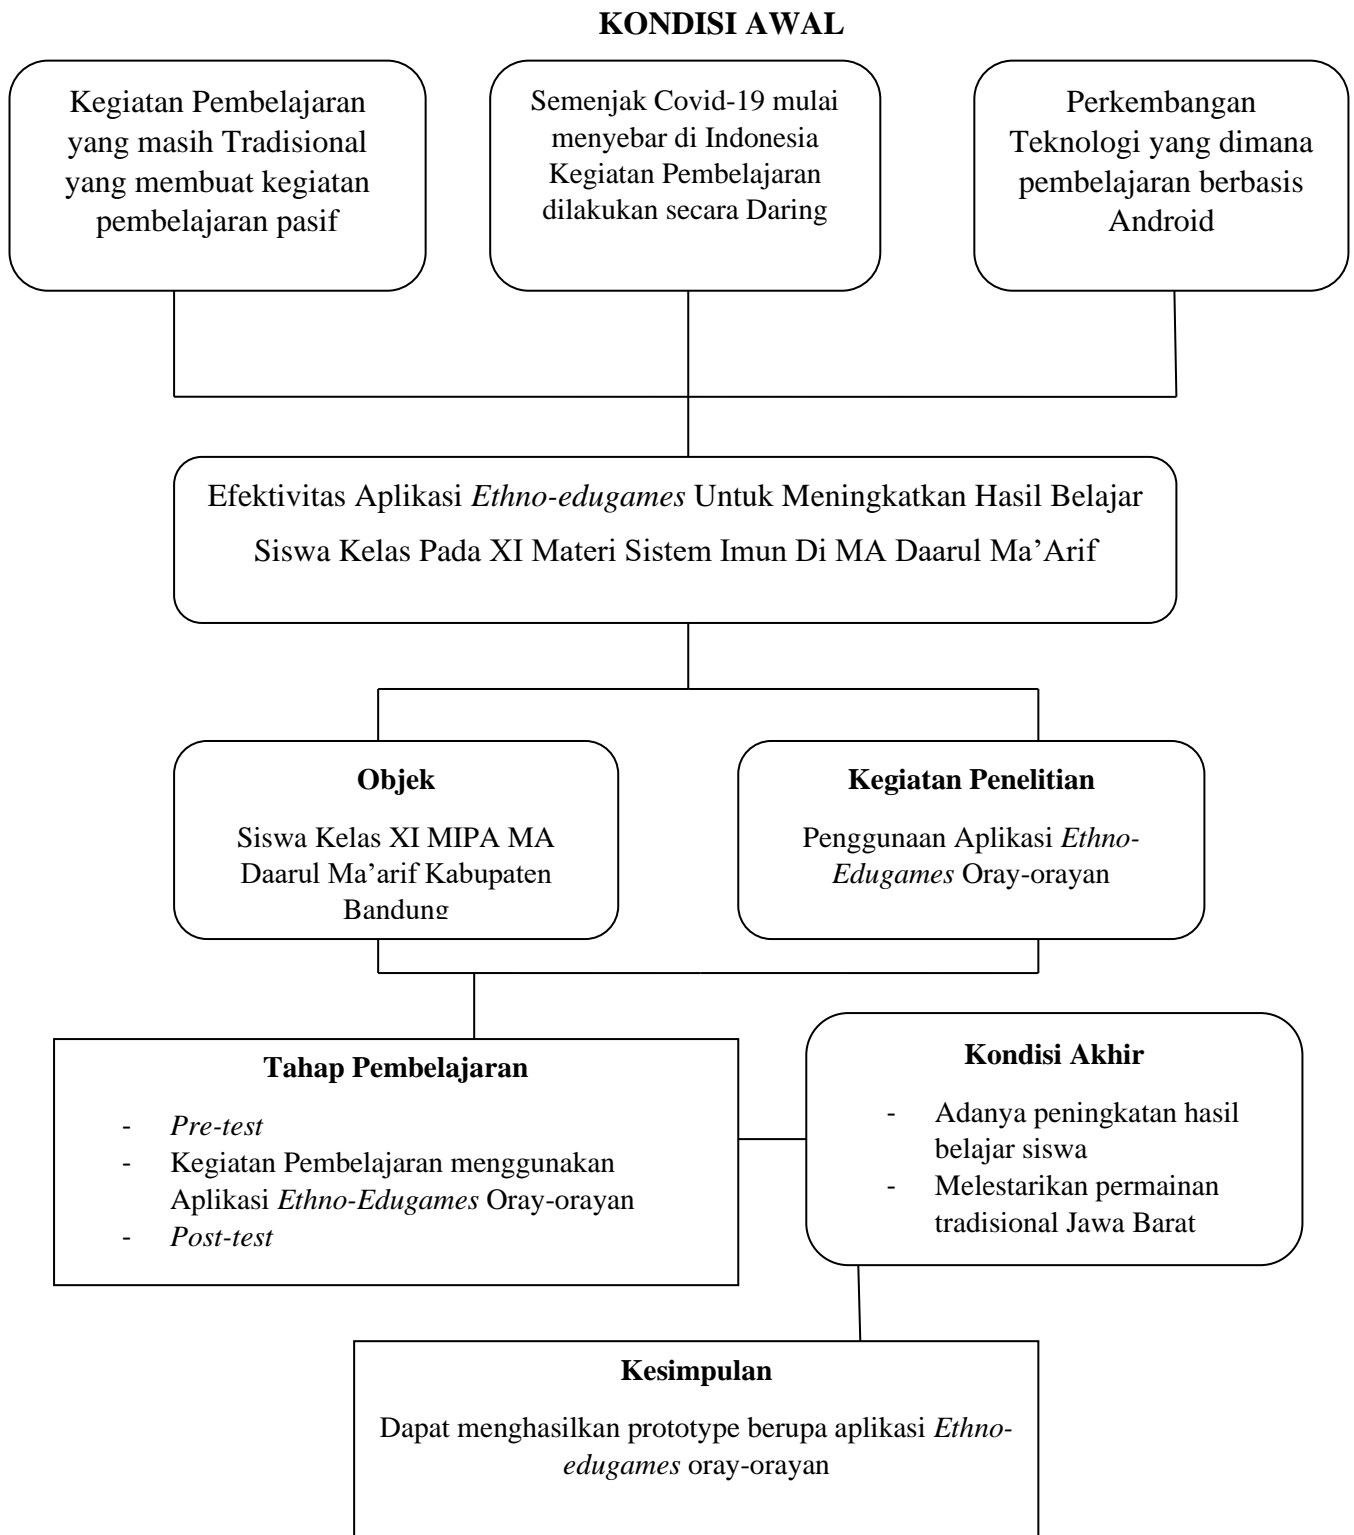 KONDISI AWAL
Kegiatan Pembelajaran
yang masih Tradisional
yang membuat kegiatan
pembelajaran pasif
Semenjak Covid-19 mulai
menyebar di Indonesia
Kegiatan Pembelajaran
dilakukan secara Daring
Perkembangan
Teknologi yang dimana
pembelajaran berbasis
Android
Efektivitas Aplikasi Ethno-edugames Untuk Meningkatkan Hasil Belajar
Siswa Kelas Pada XI Materi Sistem Imun Di MA Daarul Ma’Arif
Objek
Siswa Kelas XI MIPA MA
Daarul Ma’arif Kabupaten
Bandung
Kegiatan Penelitian
Penggunaan Aplikasi Ethno-
Edugames Oray-orayan
Tahap Pembelajaran
- Pre-test
- Kegiatan Pembelajaran menggunakan
Aplikasi Ethno-Edugames Oray-orayan
- Post-test
Kondisi Akhir
- Adanya peningkatan hasil
belajar siswa
- Melestarikan permainan
tradisional Jawa Barat
Kesimpulan
Dapat menghasilkan prototype berupa aplikasi Ethno-
edugames oray-orayan